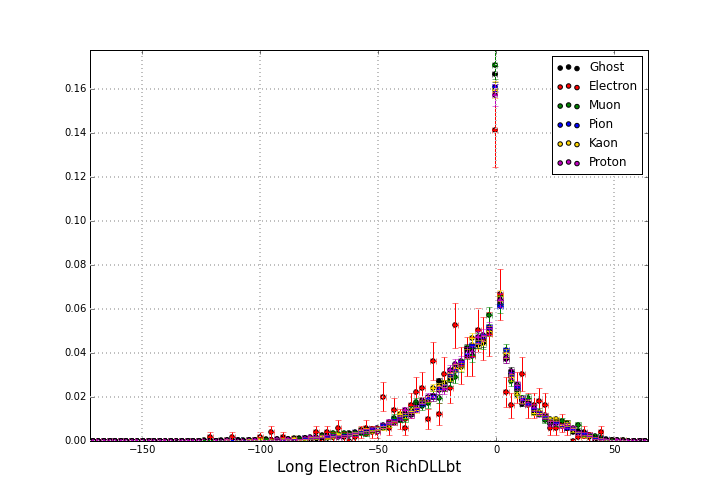 Ghost
Electron
Muon
Pion
Kaon
Proton
0.16
0.14
0.12
0.10
0.08
0.06
0.04
0.02
0.00
−150 −100 −50 0 50
Long Electron RichDLLbt